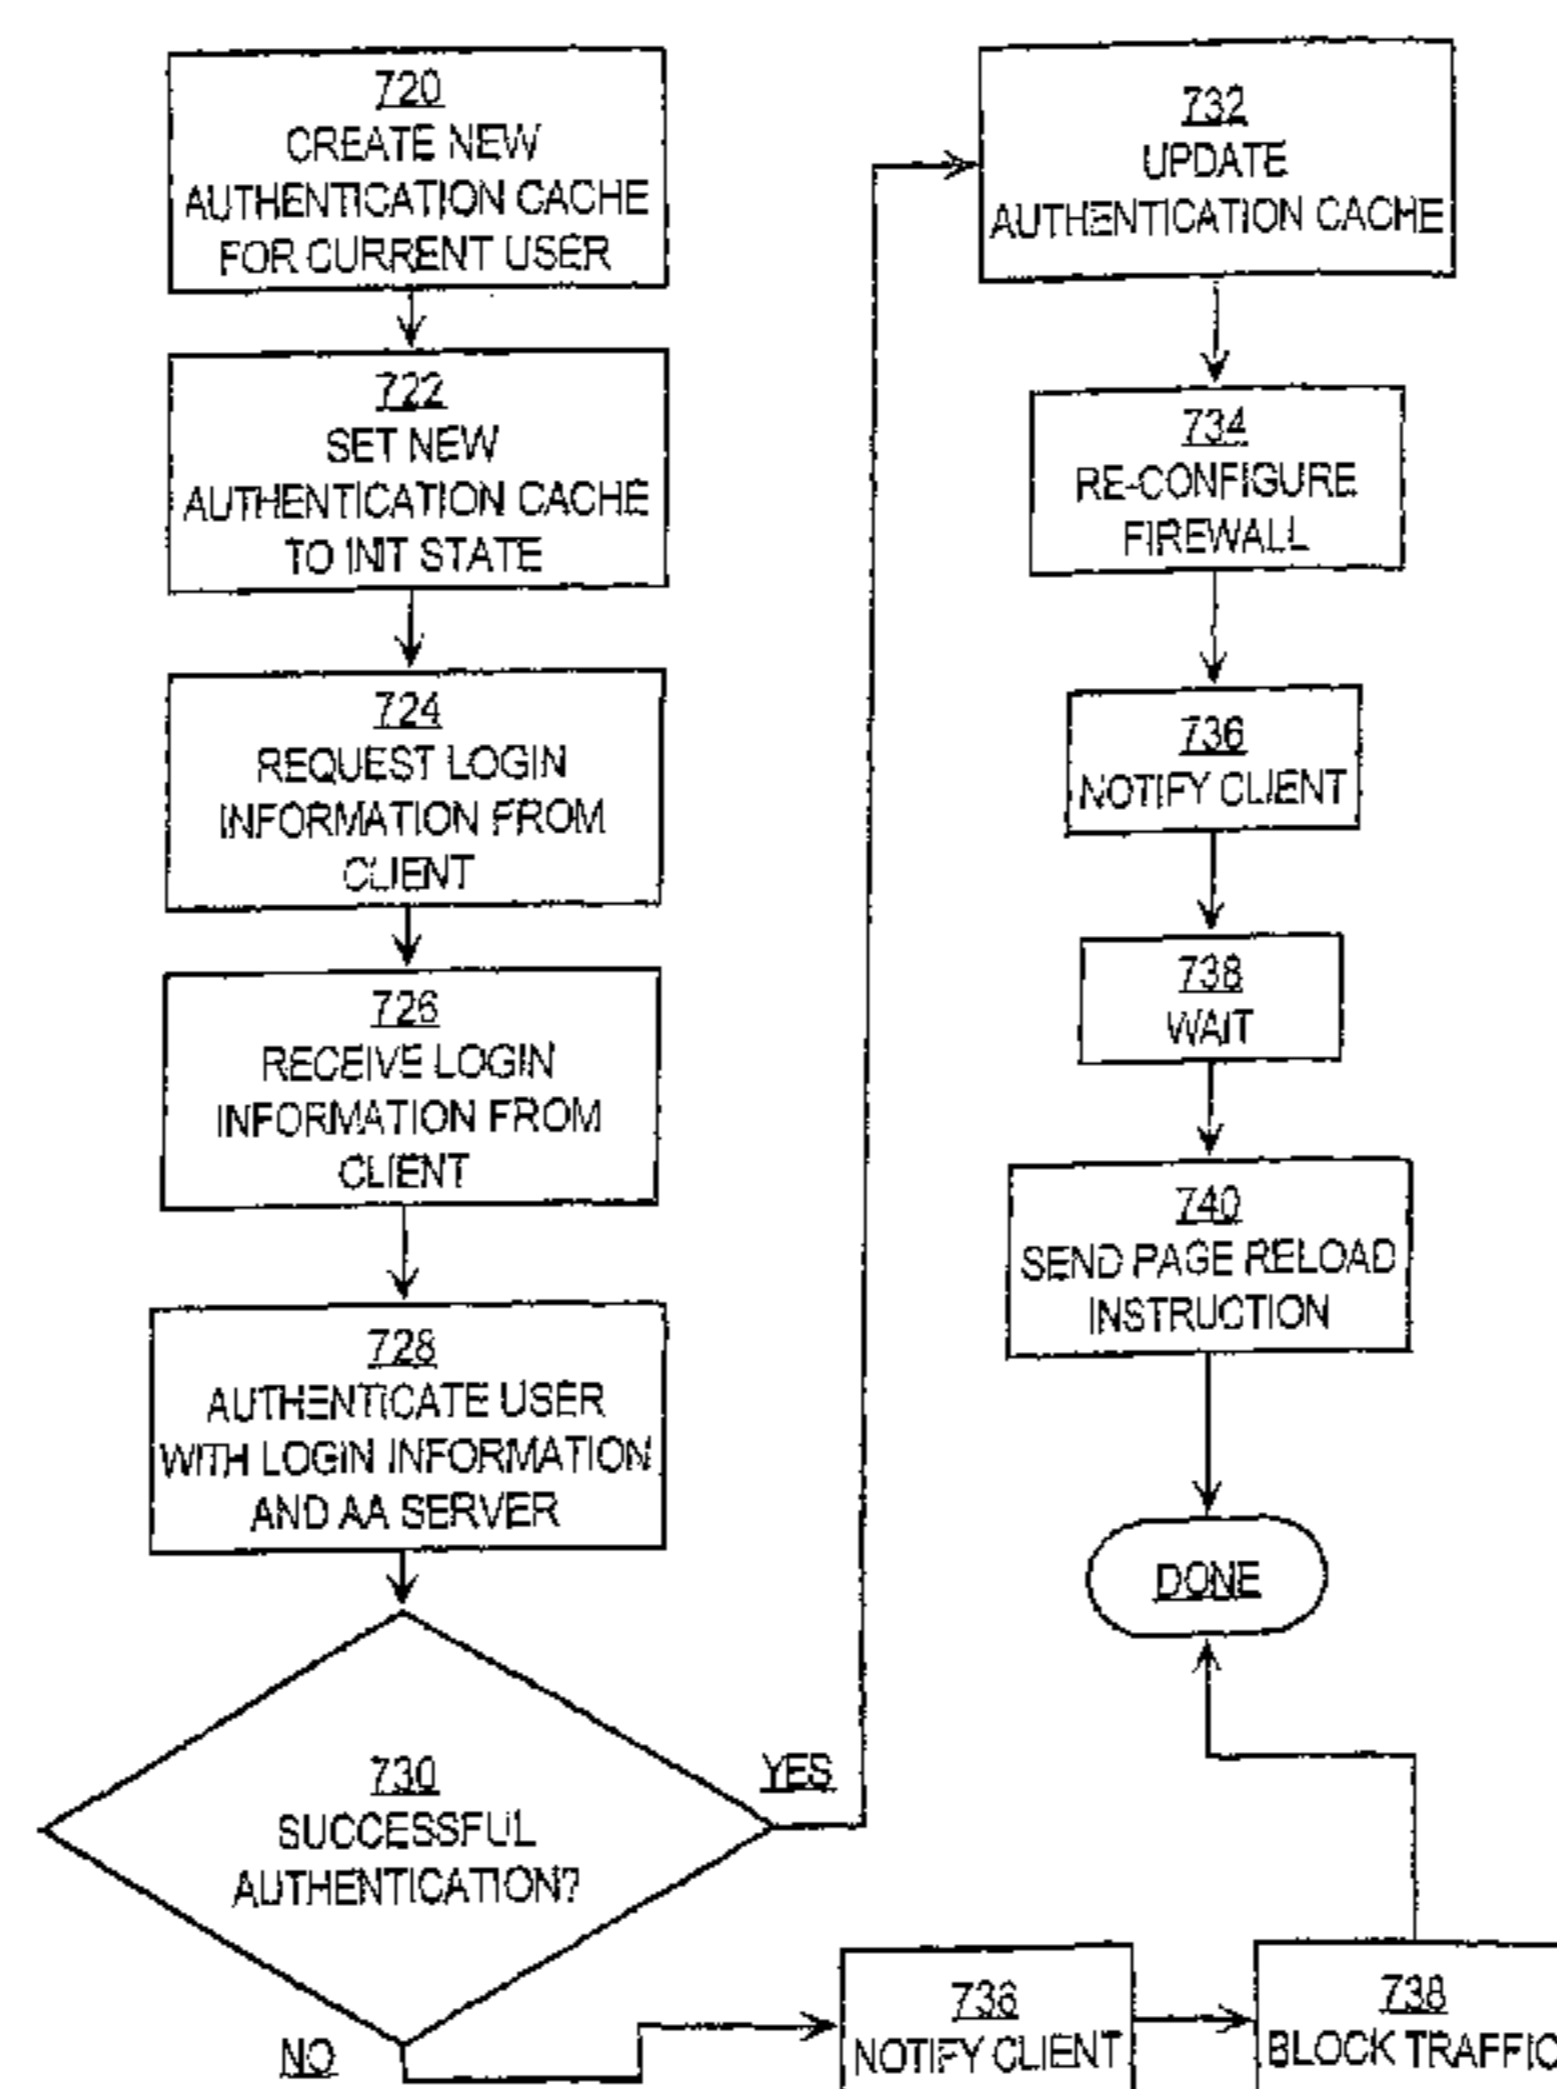 720
CREATE NEW
AUTHENTICATION CACHE
FOR CURRENT USER
722
SET NEW
AUTHENTICATION CACHE
TO INIT STATE
724
REQUEST LOGIN
INFORMATION FROM
CLIENT
726
RECEIVE LOGIN
INFORMATION FROM
CLIENT
728
AUTHENTICATE USER
WITH LOGIN INFORMATION
AND AA SERVER
730
SUCCESSFUL
AUTHENTICATION?
YES
NO
732
UPDATE
AUTHENTICATION CACHE
734
RE-CONFIGURE
FIREWALL
736
NOTIFY CLIENT
738
WAIT
740
SEND PAGE RELOAD
INSTRUCTION
DONE
736
NOTIFY CLIENT
738
BLOCK TRAFFIC